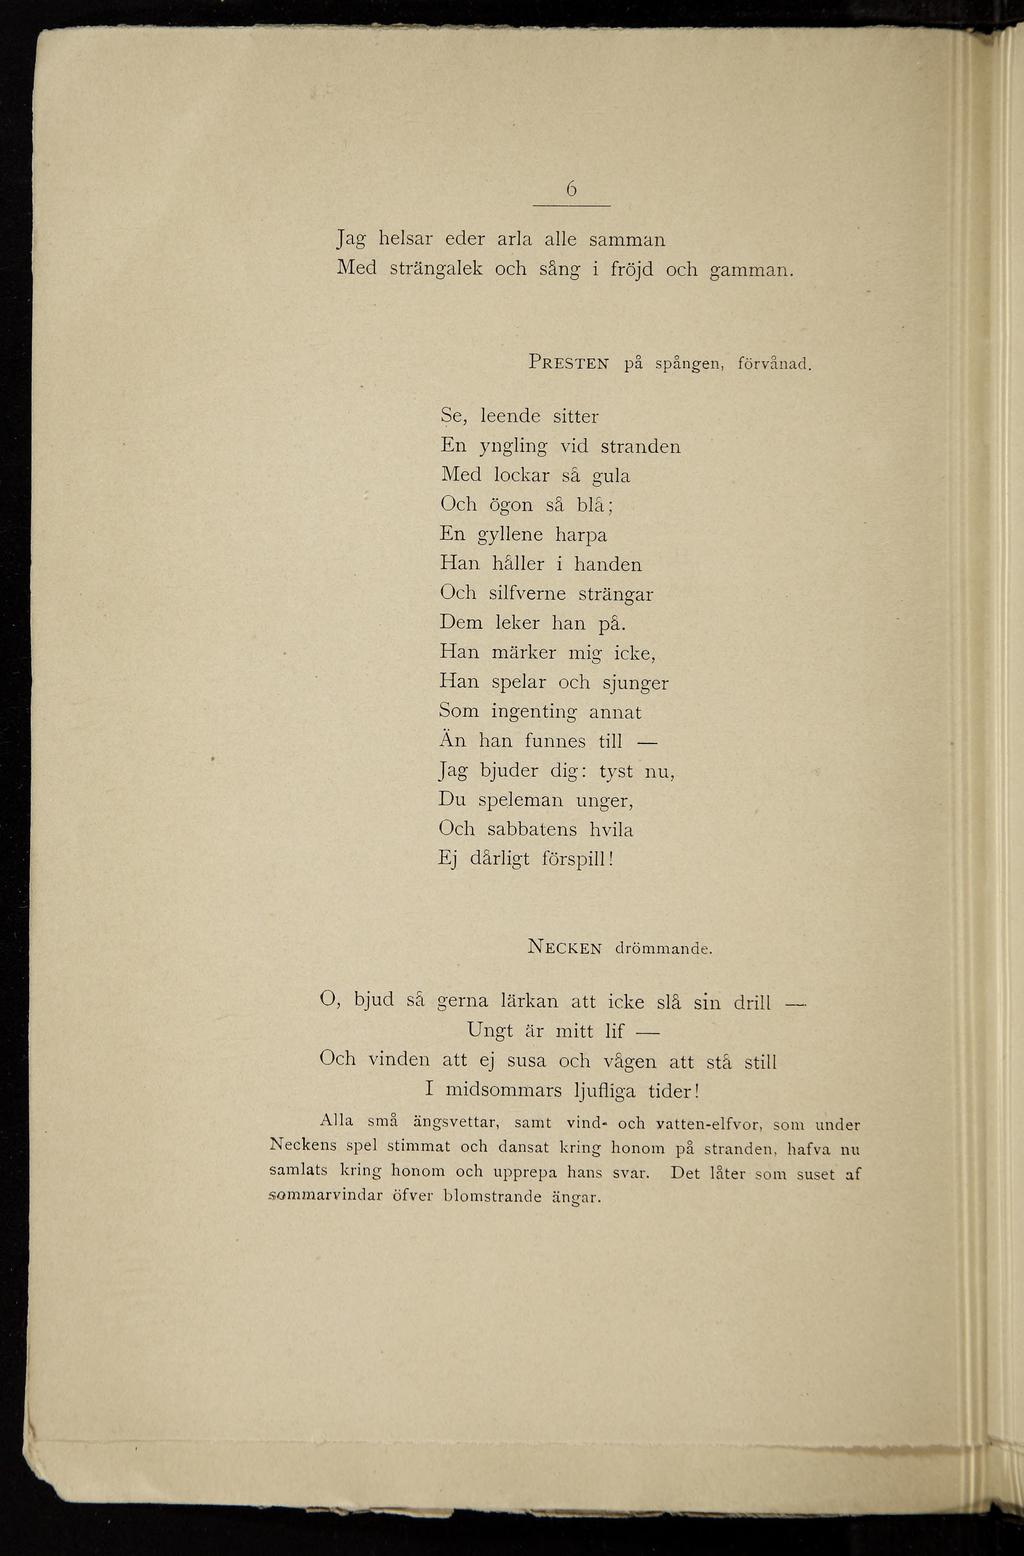 6
Jag helsar eder arla alle samman
Med strängalek och sång i fröjd och gamman.
PRESTEN på spången, förvånad.
Se, leende sitter
En yngling vid stranden
Med lockar så gula
Och ögon så blå;
En gyllene harpa
Han håller i handen
Och silfverne strängar
Dem leker han på.
Han märker mig icke,
Han spelar och sjunger
Som ingenting annat
Än han funnes till —
Jag bjuder dig: tyst nu,
Du speleman unger,
Och sabbatens hvila
Ej dårligt förspill!
NECKEN drömmande.
O, bjud så gerna lärkan att icke slå sin drill —
Ungt är mitt lif —
Och vinden att ej susa och vågen att stå still
I midsommars ljufliga tider!
Alla små ängsvettar, samt vind- och vatten-elfvor, som under
Neckens spel stimmat och dansat kring honom på stranden, hafva nu
samlats kring honom och upprepa hans svar. Det låter som suset af
sommarvindar öfver blomstrande ängar.